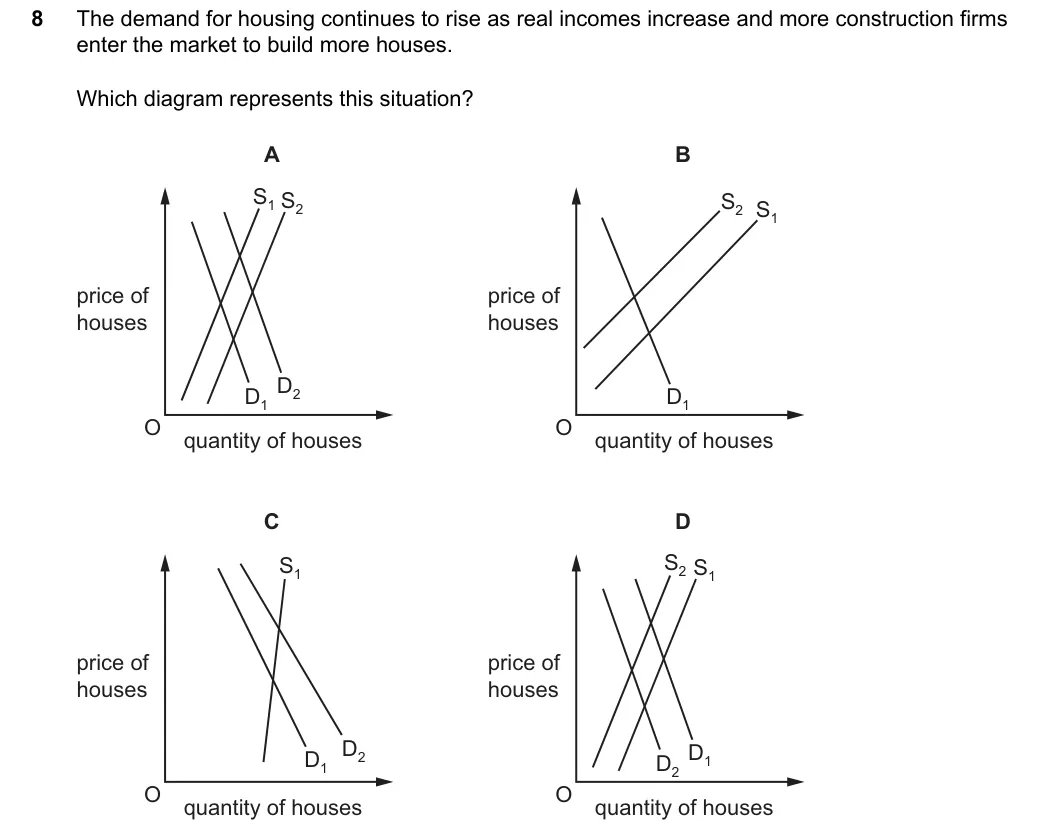 8 The demand for housing continues to rise as real incomes increase and more construction firms
enter the market to build more houses.
Which diagram represents this situation?
A
S1 S2
price of
houses
D1 D2
O
quantity of houses
B
S2 S1
price of
houses
D1
O
quantity of houses
C
S1
price of
houses
D1 D2
O
quantity of houses
D
S2 S1
price of
houses
D2 D1
O
quantity of houses